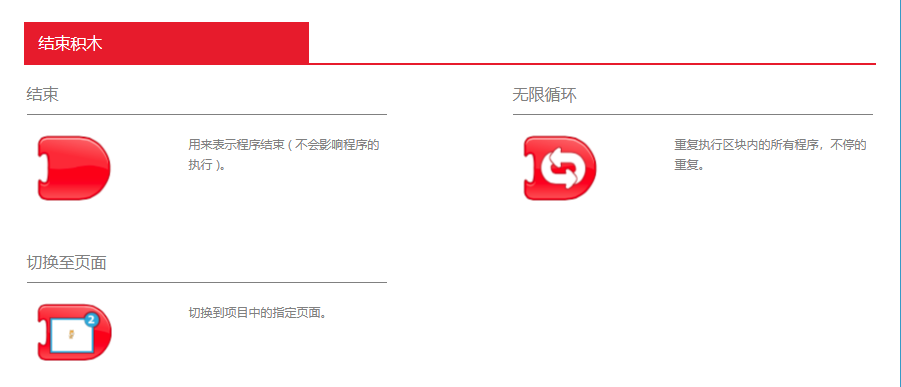 结束积木
结束
用来表示程序结束（不会影响程序的
执行）。
无限循环
重复执行区块内的所有程序，不停的
重复。
切换至页面
2
切换到项目中的指定页面。